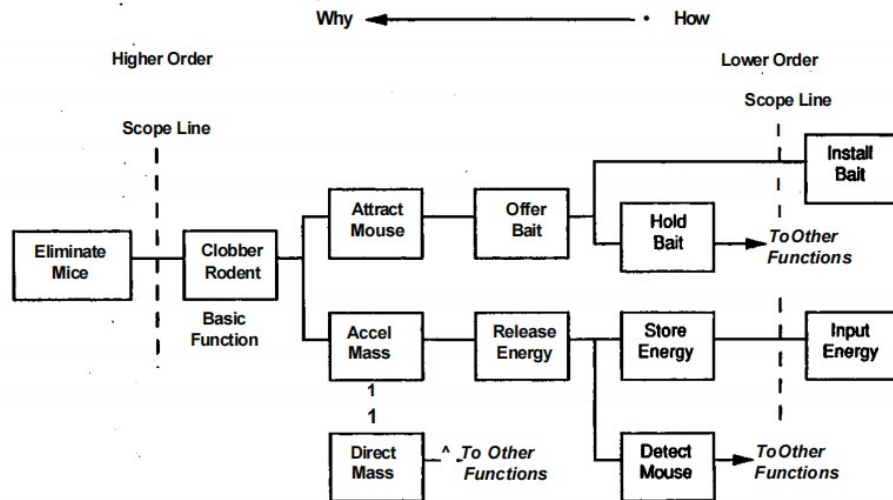 Why
How
Higher Order
Lower Order
Scope Line
Scope Line
Install
Bait
Attract
Mouse
Offer
Bait
Hold
Bait
To Other
Functions
Eliminate
Mice
Clobber
Rodent
Basic
Function
Accel
Mass
Release
Energy
Store
Energy
Input
Energy
1
1
Direct
Mass
^ To Other
Functions
Detect
Mouse
To Other
Functions